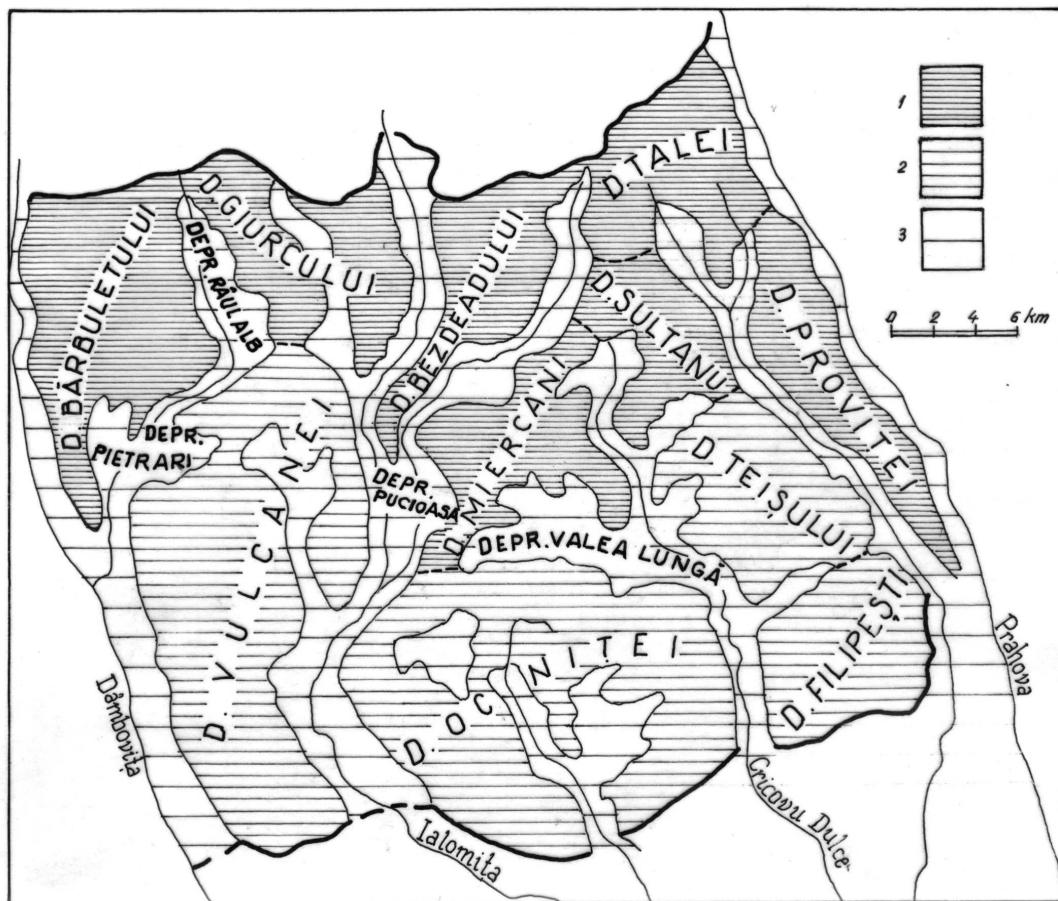 1
2
3
0 2 4 6 km
D. TALEI
D. GIURCULUI
DEPR. RÂUL ALB
D. BĂRBULEȚULUI
D. BEZDEADULUI
D. SULTANU
D. PROVIȚEI
D. MIERCANI
DEPR.
PIETRARI
D. VULCANEI
DEPR.
PUCIOASA
D. TEIȘULUI
DEPR. VALEA LUNGĂ
D. OCNIȚEI
D. FILIPEȘTI
Dâmbovița
Ialomița
Cricovu Dulce
Prahova